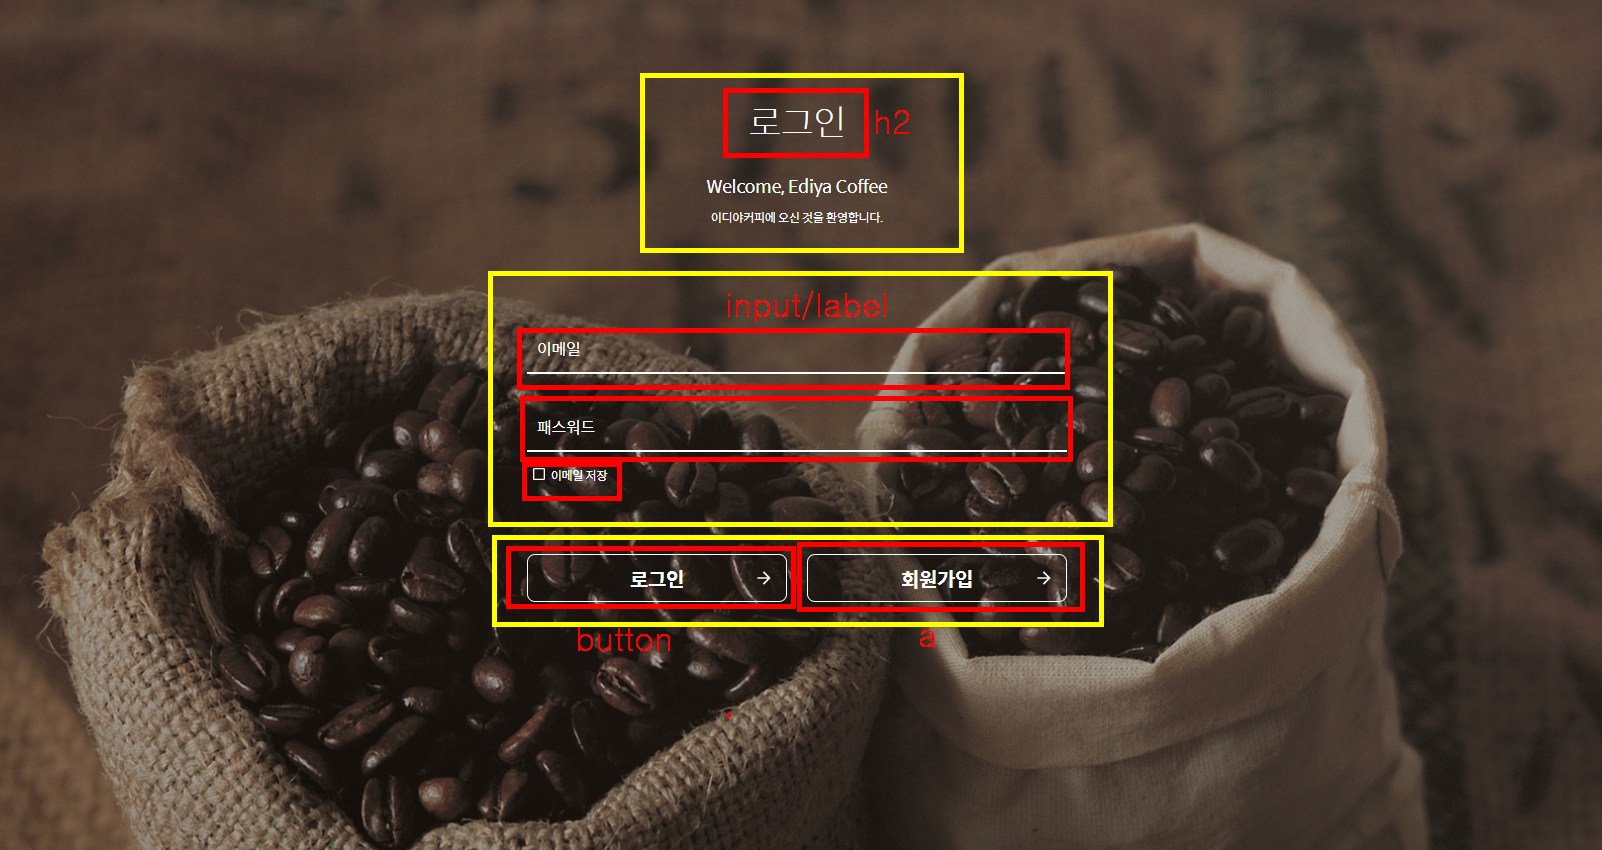 로그인 h2
Welcome, Ediya Coffee
이디야커피에 오신 것을 환영합니다.
input/label
이메일
패스워드
이메일 저장
로그인 → 회원가입 →
button a